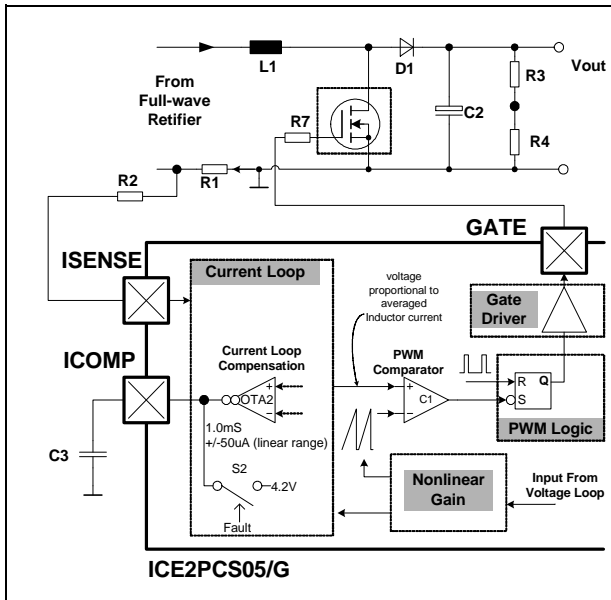 L1
D1
From
Full-wave
Retifier
R3
Vout
C2
R7
R4
R2
R1
GATE
ISENSE
Current Loop
voltage
proportional to
averaged
Inductor current
Gate
Driver
ICOMP
Current Loop
Compensation
PWM
Comparator
+
OTA2
-
+
C1
-
R
Q
S
1.0mS
+/-50uA (linear range)
PWM Logic
C3
S2
4.2V
Fault
Nonlinear
Gain
Input From
Voltage Loop
ICE2PCS05/G